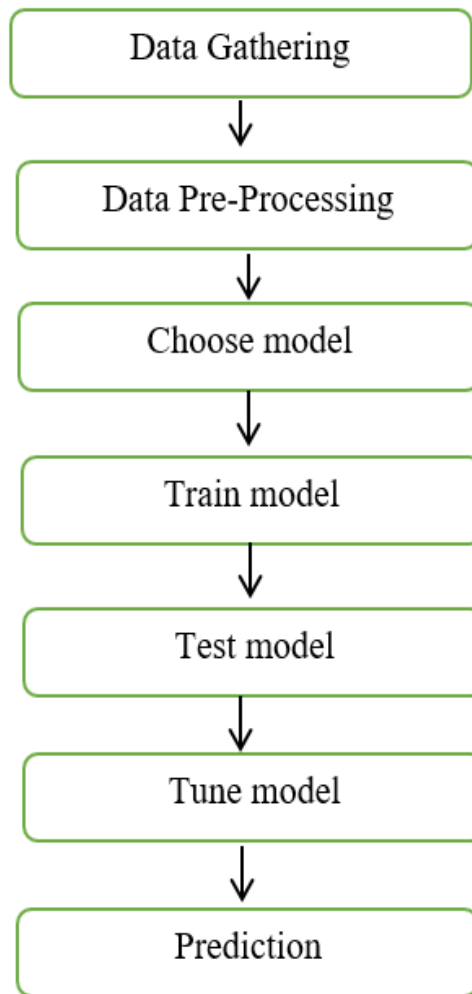 Data Gathering
Data Pre-Processing
Choose model
Train model
Test model
Tune model
Prediction